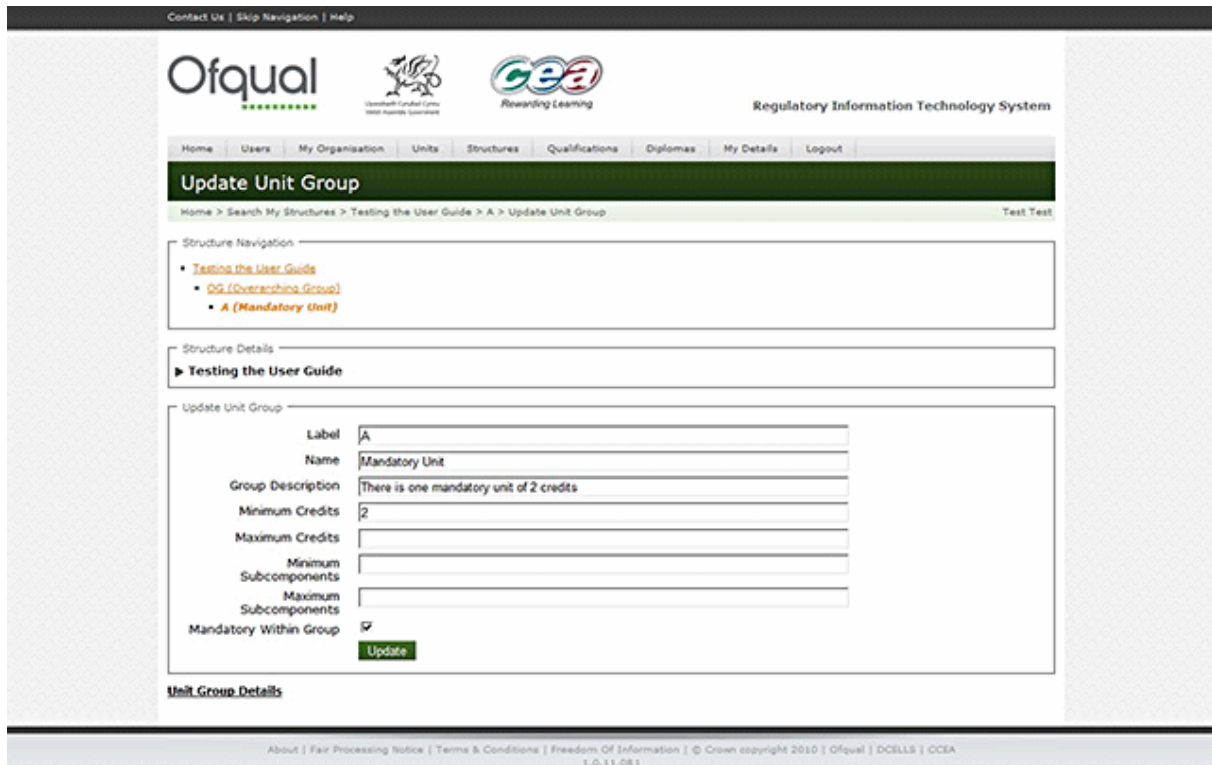 Contact Us | Skip Navigation | Help
Ofqual
Rewarding Learning
Regulatory Information Technology System
Home Users My Organisation Units Structures Qualifications Diplomas My Details Logout
Update Unit Group
Home > Search My Structures > Testing the User Guide > A > Update Unit Group Test Test
Structure Navigation
Testing the User Guide
OG (Overarching Group)
A (Mandatory Unit)
Structure Details
Testing the User Guide
Update Unit Group
Label A
Name Mandatory Unit
Group Description There is one mandatory unit of 2 credits
Minimum Credits 2
Maximum Credits
Minimum
Subcomponents
Maximum
Subcomponents
Mandatory Within Group
Update
Unit Group Details
About | Fair Processing Notice | Terms & Conditions | Freedom Of Information | © Crown copyright 2010 | Ofqual | DCELLS | CCEA
1.0.11.081